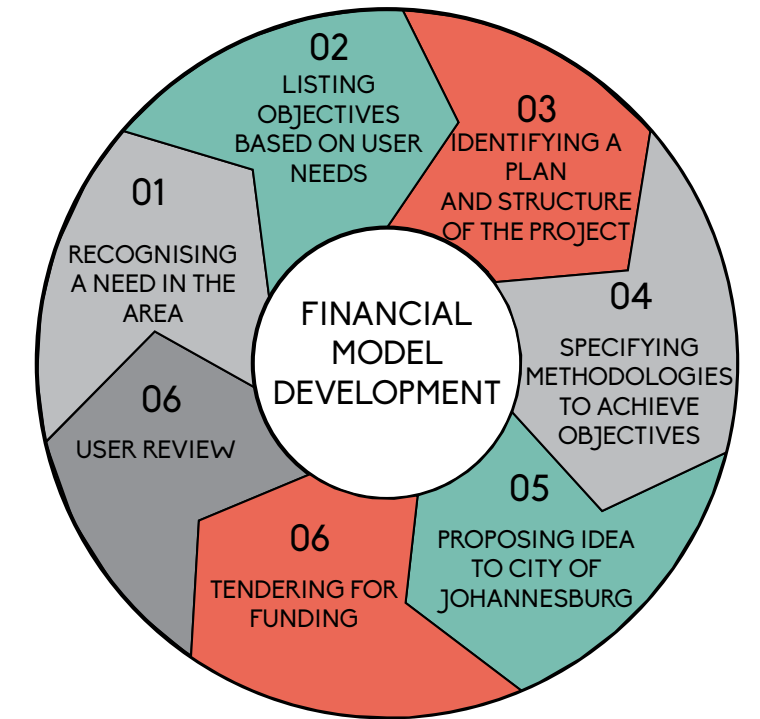 01
RECOGNISING
A NEED IN THE
AREA
02
LISTING
OBJECTIVES
BASED ON USER
NEEDS
03
IDENTIFYING A
PLAN
AND STRUCTURE
OF THE PROJECT
04
SPECIFYING
METHODOLOGIES
TO ACHIEVE
OBJECTIVES
05
PROPOSING IDEA
TO CITY OF
JOHANNESBURG
06
TENDERING FOR
FUNDING
06
USER REVIEW
FINANCIAL
MODEL
DEVELOPMENT